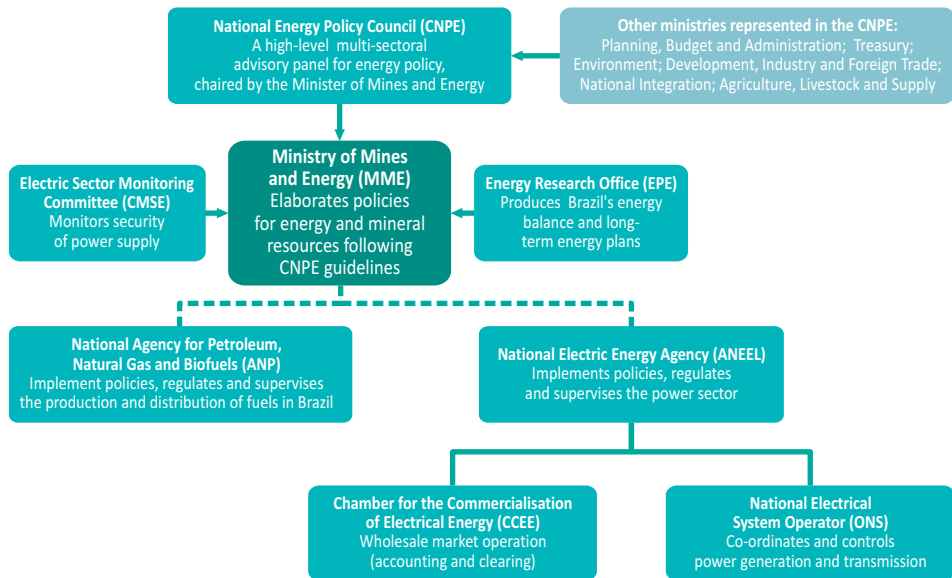 National Energy Policy Council (CNPE)
A high-level multi-sectoral
advisory panel for energy policy,
chaired by the Minister of Mines and Energy
Other ministries represented in the CNPE:
Planning, Budget and Administration; Treasury;
Environment; Development, Industry and Foreign Trade;
National Integration; Agriculture, Livestock and Supply
Electric Sector Monitoring
Committee (CMSE)
Monitors security
of power supply
Ministry of Mines
and Energy (MME)
Elaborates policies
for energy and mineral
resources following
CNPE guidelines
Energy Research Office (EPE)
Produces Brazil's energy
balance and long-
term energy plans
National Agency for Petroleum,
Natural Gas and Biofuels (ANP)
Implement policies, regulates and supervises
the production and distribution of fuels in Brazil
National Electric Energy Agency (ANEEL)
Implements policies, regulates
and supervises the power sector
Chamber for the Commercialisation
of Electrical Energy (CCEE)
Wholesale market operation
(accounting and clearing)
National Electrical
System Operator (ONS)
Co-ordinates and controls
power generation and transmission